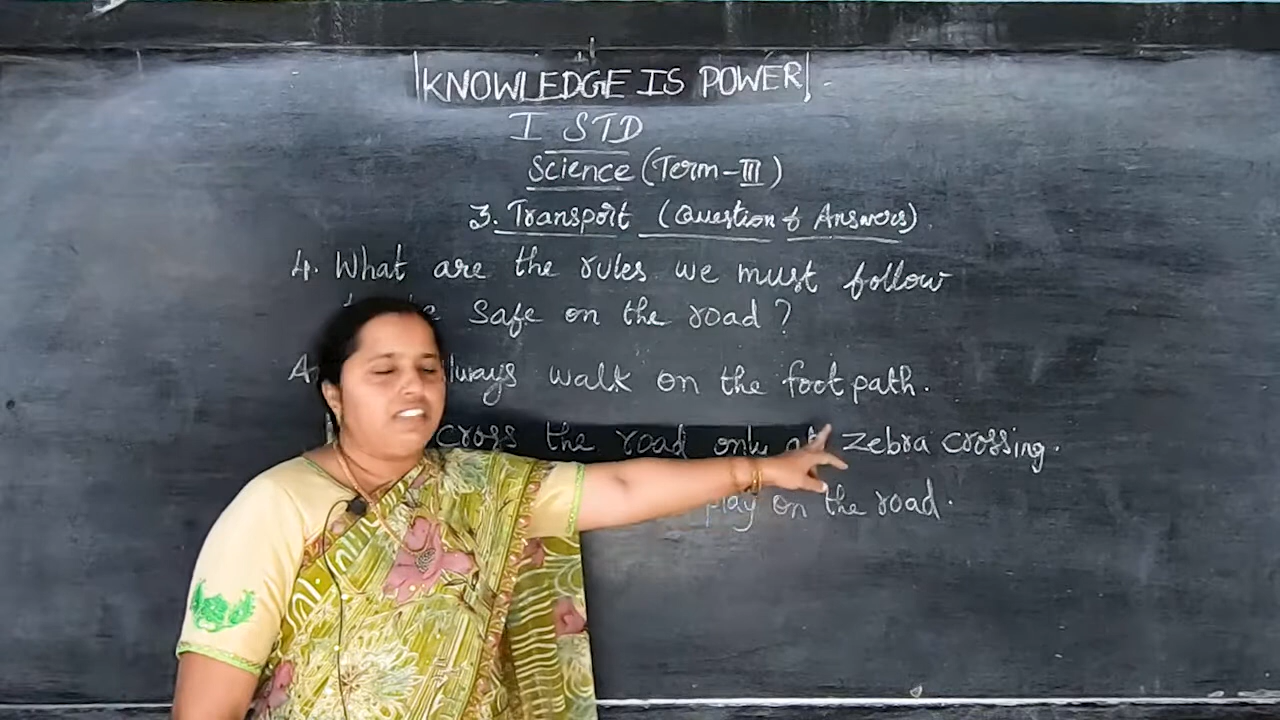 KNOWLEDGE IS POWER
I STD
Science (Term-III)
3. Transport (Question & Answers)
4. What are the rules we must follow
safe on the road?
A. always walk on the foot path.
cross the road only at zebra crossing.
play on the road.